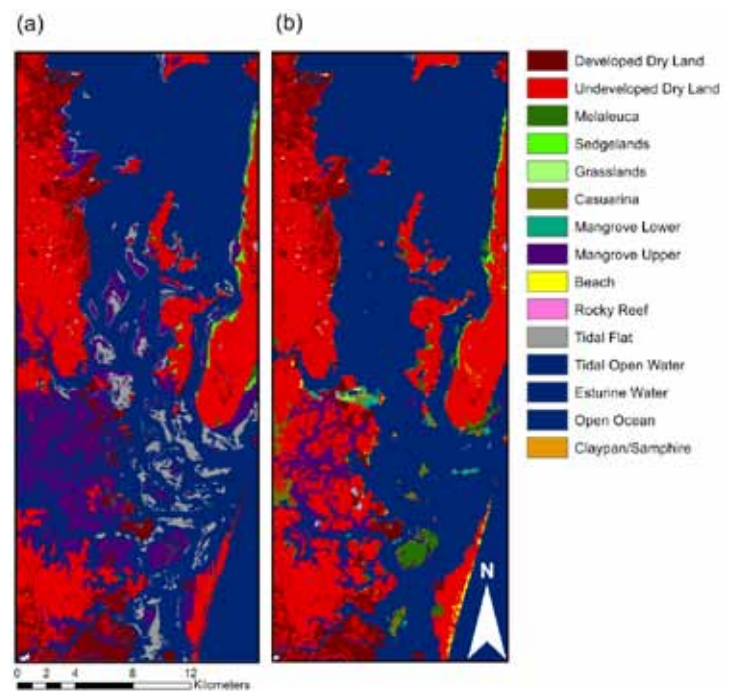 (a)
(b)
Developed Dry Land
Undeveloped Dry Land
Melaleuca
Sedgelands
Grasslands
Casuarina
Mangrove Lower
Mangrove Upper
Beach
Rocky Reef
Tidal Flat
Tidal Open Water
Esturine Water
Open Ocean
Claypan/Samphire
N
0 2 4 8 12
Kilometers